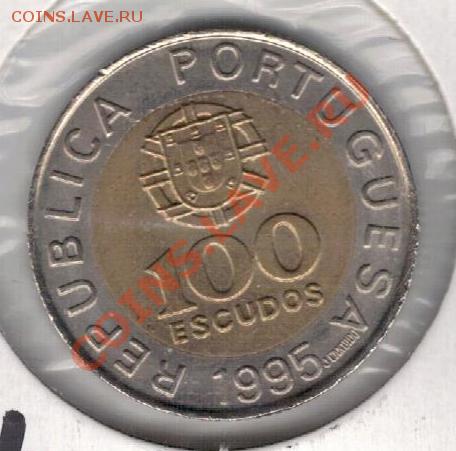 COINS.LAVE.RU
REPUBLICA PORTUGUESA
100
ESCUDOS
1995
COINS.LAVE.RU